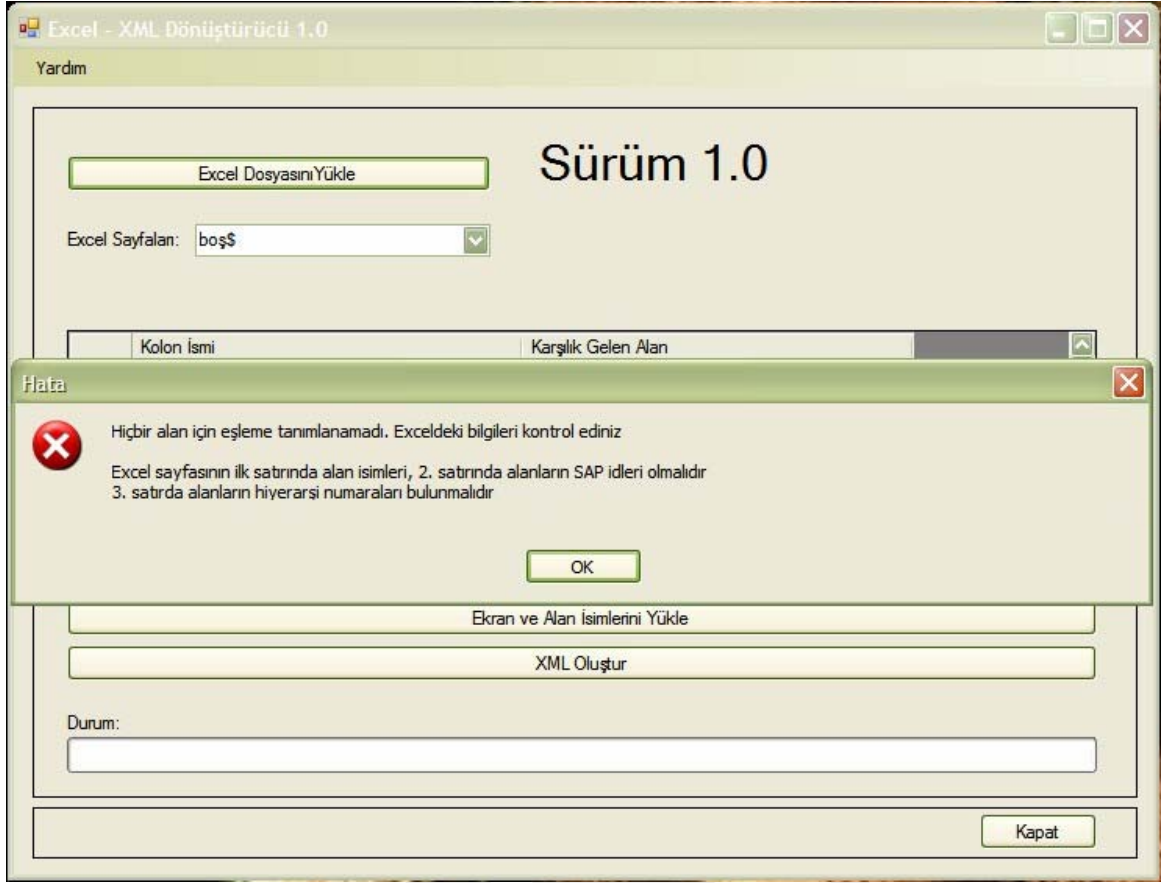 Excel - XML Dönüştürücü 1.0
Yardım
Excel DosyasınıYükle
Sürüm 1.0
Excel Sayfaları: boş$
Kolon İsmi Karşılık Gelen Alan
Hata
Hiçbir alan için eşleme tanımlanamadı. Exceldeki bilgileri kontrol ediniz
Excel sayfasının ilk satırında alan isimleri, 2. satırında alanların SAP idleri olmalıdır
3. satırda alanların hiyerarşi numaraları bulunmalıdır
OK
Ekran ve Alan İsimlerini Yükle
XML Oluştur
Durum:
Kapat